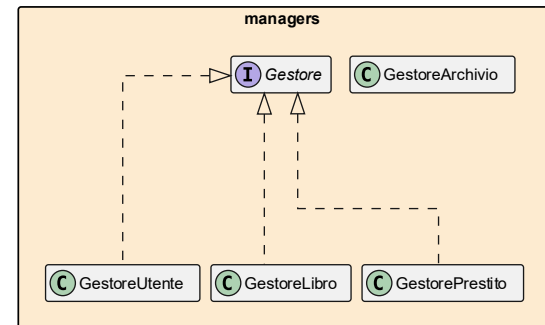 managers
I Gestore
C GestoreArchivio
C GestoreUtente
C GestoreLibro
C GestorePrestito